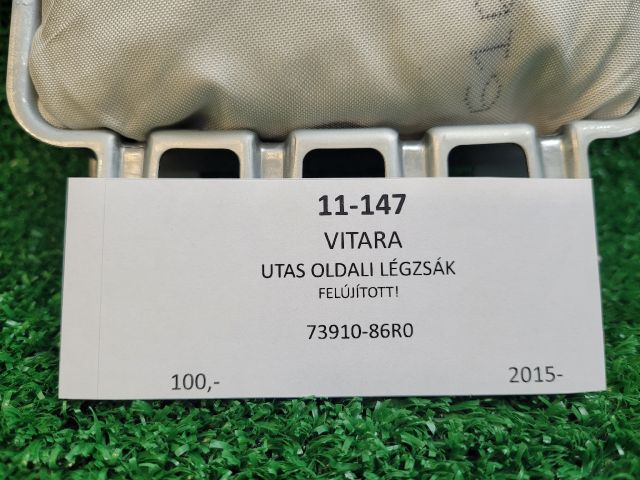 11-147
VITARA
UTAS OLDALI LÉGZSÁK
FELÚJÍTOTT!
73910-86R0
100,-
2015-